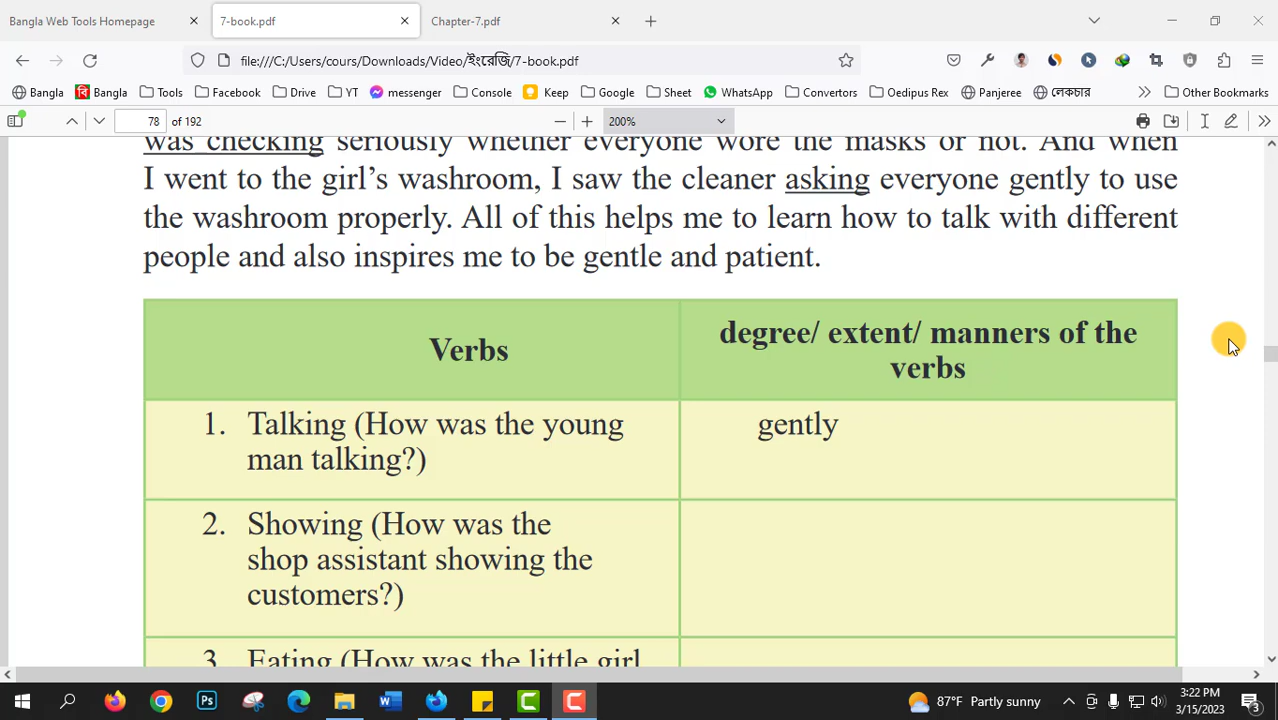 Bangla Web Tools Homepage
7-book.pdf
Chapter-7.pdf
file:///C:/Users/cours/Downloads/Video/ইংরেজি/7-book.pdf
Bangla
বি Bangla
Tools
Facebook
Drive
YT
messenger
Console
Keep
Google
Sheet
WhatsApp
Convertors
Oedipus Rex
Panjeree
লেকচার
Other Bookmarks
78 of 192
200%
was checking seriously whether everyone wore the masks or not. And when
I went to the girl’s washroom, I saw the cleaner asking everyone gently to use
the washroom properly. All of this helps me to learn how to talk with different
people and also inspires me to be gentle and patient.
Verbs
degree/ extent/ manners of the
verbs
1. Talking (How was the young
man talking?)
gently
2. Showing (How was the
shop assistant showing the
customers?)
3. Eating (How was the little girl
Ps
W
C
C
87°F Partly sunny
3:22 PM
3/15/2023
3